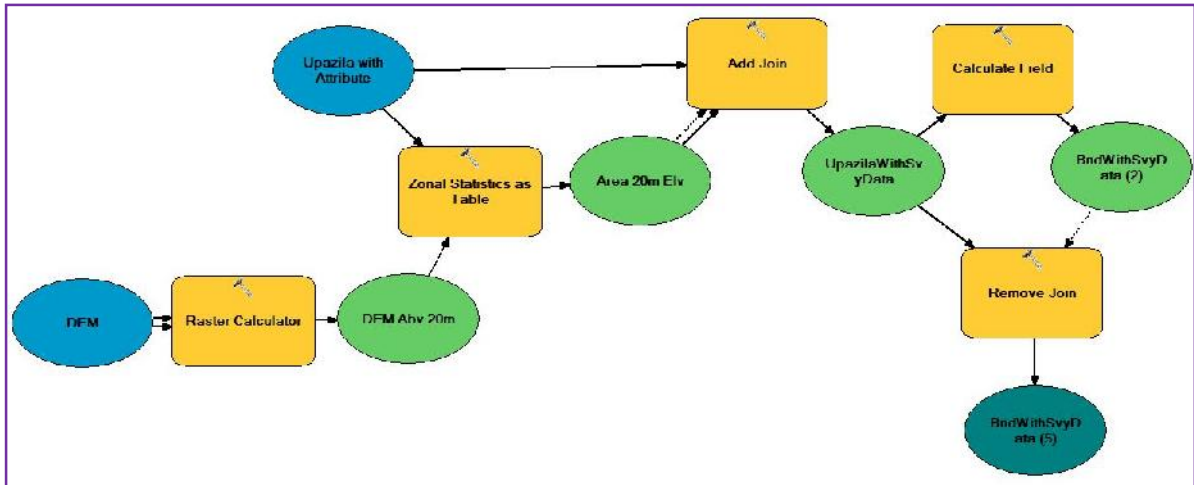 Upazila with
Attribute
Add Join
Calculate Field
Zonal Statistics as
Table
Area 20m Elv
UpazilaWithSv
yData
BndWithSvyD
ata (2)
DEM
Raster Calculator
DEM Abv 20m
Remove Join
BndWithSvyD
ata (5)